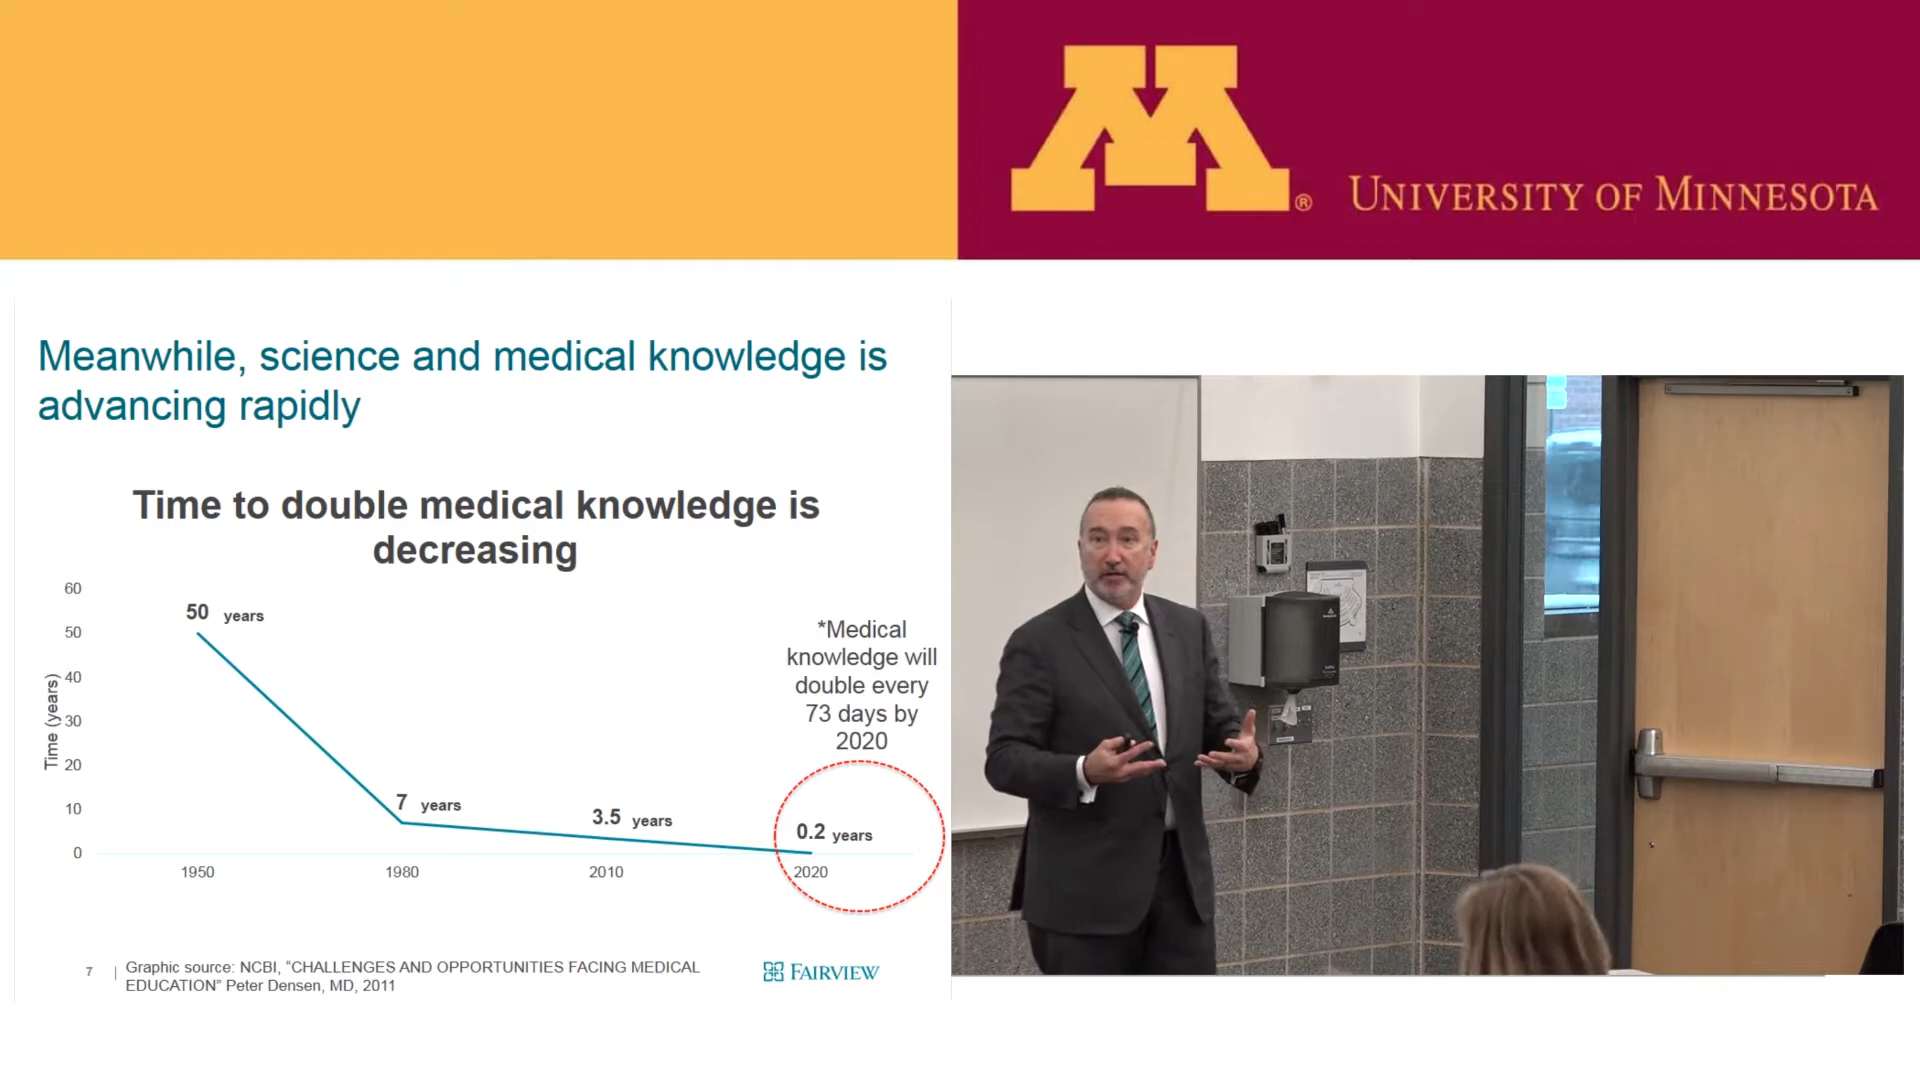 M
®
UNIVERSITY OF MINNESOTA
Meanwhile, science and medical knowledge is
advancing rapidly
Time to double medical knowledge is
decreasing
Time (years)
60
50
40
30
20
10
0
50 years
7 years
3.5 years
0.2 years
*Medical
knowledge will
double every
73 days by
2020
1950
1980
2010
2020
7 | Graphic source: NCBI, “CHALLENGES AND OPPORTUNITIES FACING MEDICAL
EDUCATION” Peter Densen, MD, 2011
FAIRVIEW